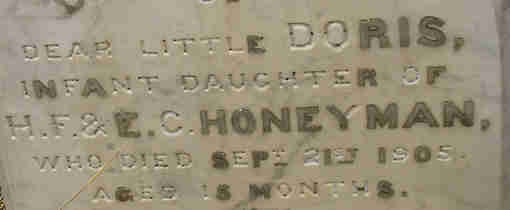 DEAR LITTLE DORIS,
INFANT DAUGHTER OF
H.F. & E.C. HONEYMAN,
WHO DIED SEPT 21ST 1905.
AGED 15 MONTHS.